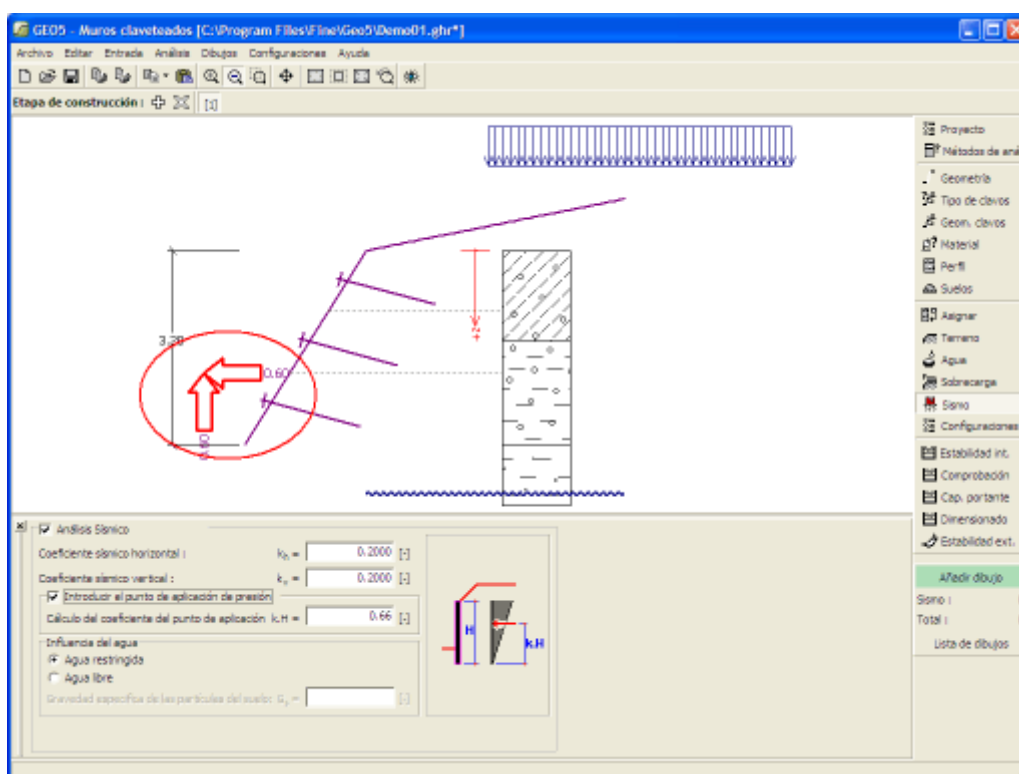 GEO5 - Muros claveteados [C:\Program Files\Fine\Geo5\Demo01.ghr*]
Archivo Editar Entrada Análisis Dibujos Configuraciones Ayuda
Etapa de construcción : [1]
Proyecto
Métodos de aná
Geometría
Tipo de clavos
Geom. clavos
Material
Perfil
Suelos
Asignar
Terreno
Agua
Sobrecarga
Sismo
Configuraciones
Estabilidad int.
Comprobación
Cap. portante
Dimensionado
Estabilidad ext.
Añadir dibujo
Sismo :
Total :
Lista de dibujos
+z
0.60
Análisis Sísmico
Coeficiente sísmico horizontal : kh = 0.2000 [-]
Coeficiente sísmico vertical : kv = 0.2000 [-]
Introducir el punto de aplicación de presión
Cálculo del coeficiente del punto de aplicación k.H = 0.66 [-]
Influencia del agua
Agua restringida
Agua libre
Gravedad específica de las partículas del suelo: Gs = [-]
H
k.H